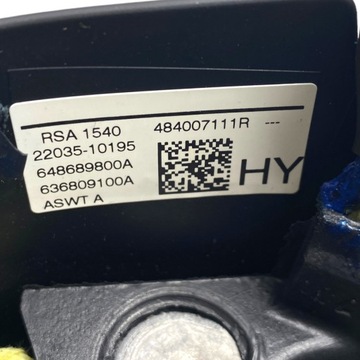 RSA 1540 484007111R ---
22035-10195
648689800A
636809100A
ASWT A
HY